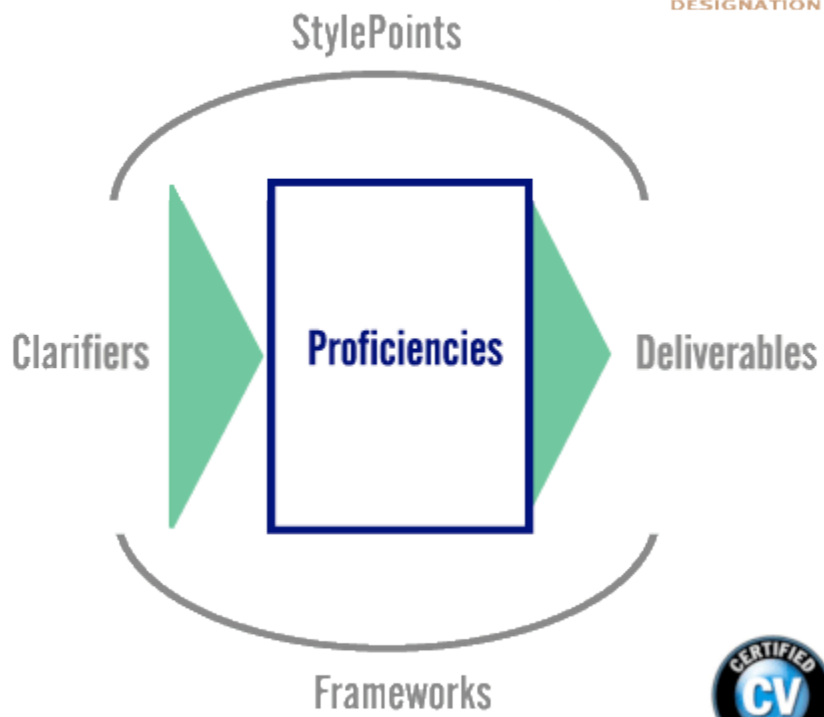 DESIGNATION
StylePoints
Clarifiers
Proficiencies
Deliverables
Frameworks
CERTIFIED
CV